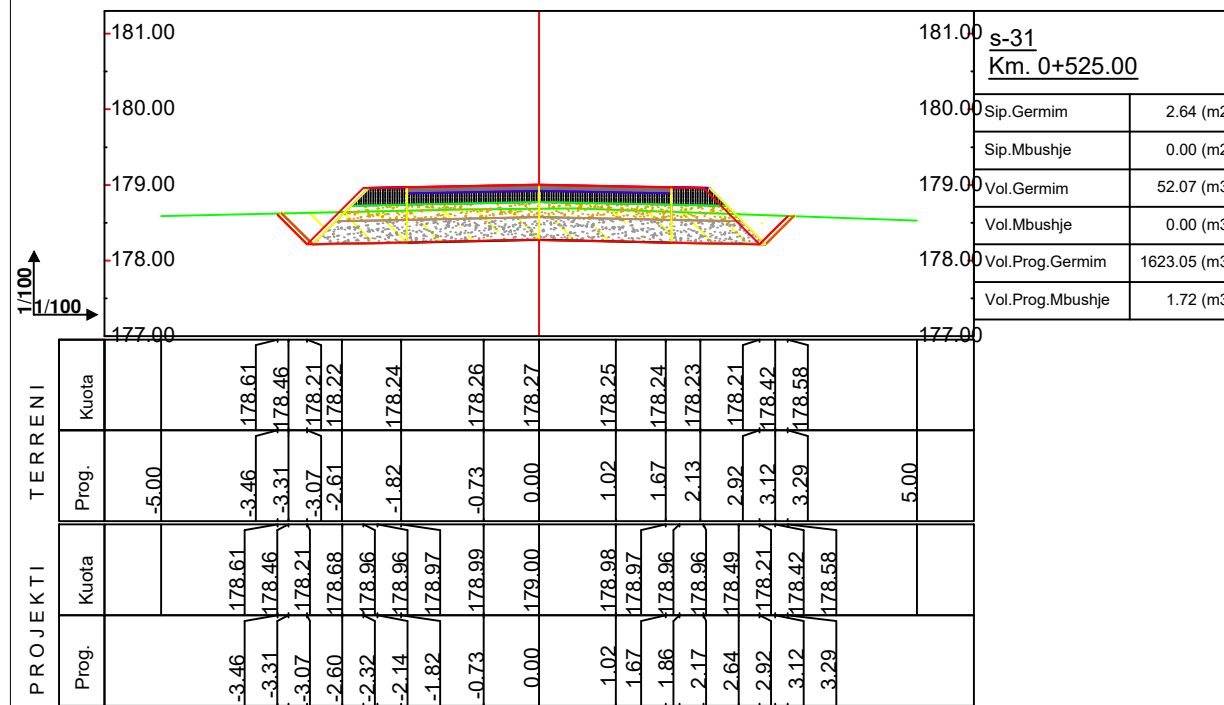 181.00 181.00
180.00 180.00
179.00 179.00
178.00 178.00
177.00 177.00
1/100
1/100
s-31
Km. 0+525.00
Sip.Germim 2.64 (m2
Sip.Mbushje 0.00 (m2
Vol.Germim 52.07 (m3
Vol.Mbushje 0.00 (m3
Vol.Prog.Germim 1623.05 (m3
Vol.Prog.Mbushje 1.72 (m3
TERRENI
Kuota 178.61 178.46 178.21 178.22 178.24 178.26 178.27 178.25 178.24 178.23 178.21 178.42 178.58
Prog. -5.00 -3.46 -3.31 -3.07 -2.61 -1.82 -0.73 0.00 1.02 1.67 2.13 2.92 3.12 3.29 5.00
PROJEKTI
Kuota 178.61 178.46 178.21 178.68 178.96 178.96 178.97 178.99 179.00 178.98 178.97 178.96 178.96 178.49 178.21 178.42 178.58
Prog. -3.46 -3.31 -3.07 -2.60 -2.32 -2.14 -1.82 -0.73 0.00 1.02 1.67 1.86 2.17 2.64 2.92 3.12 3.29